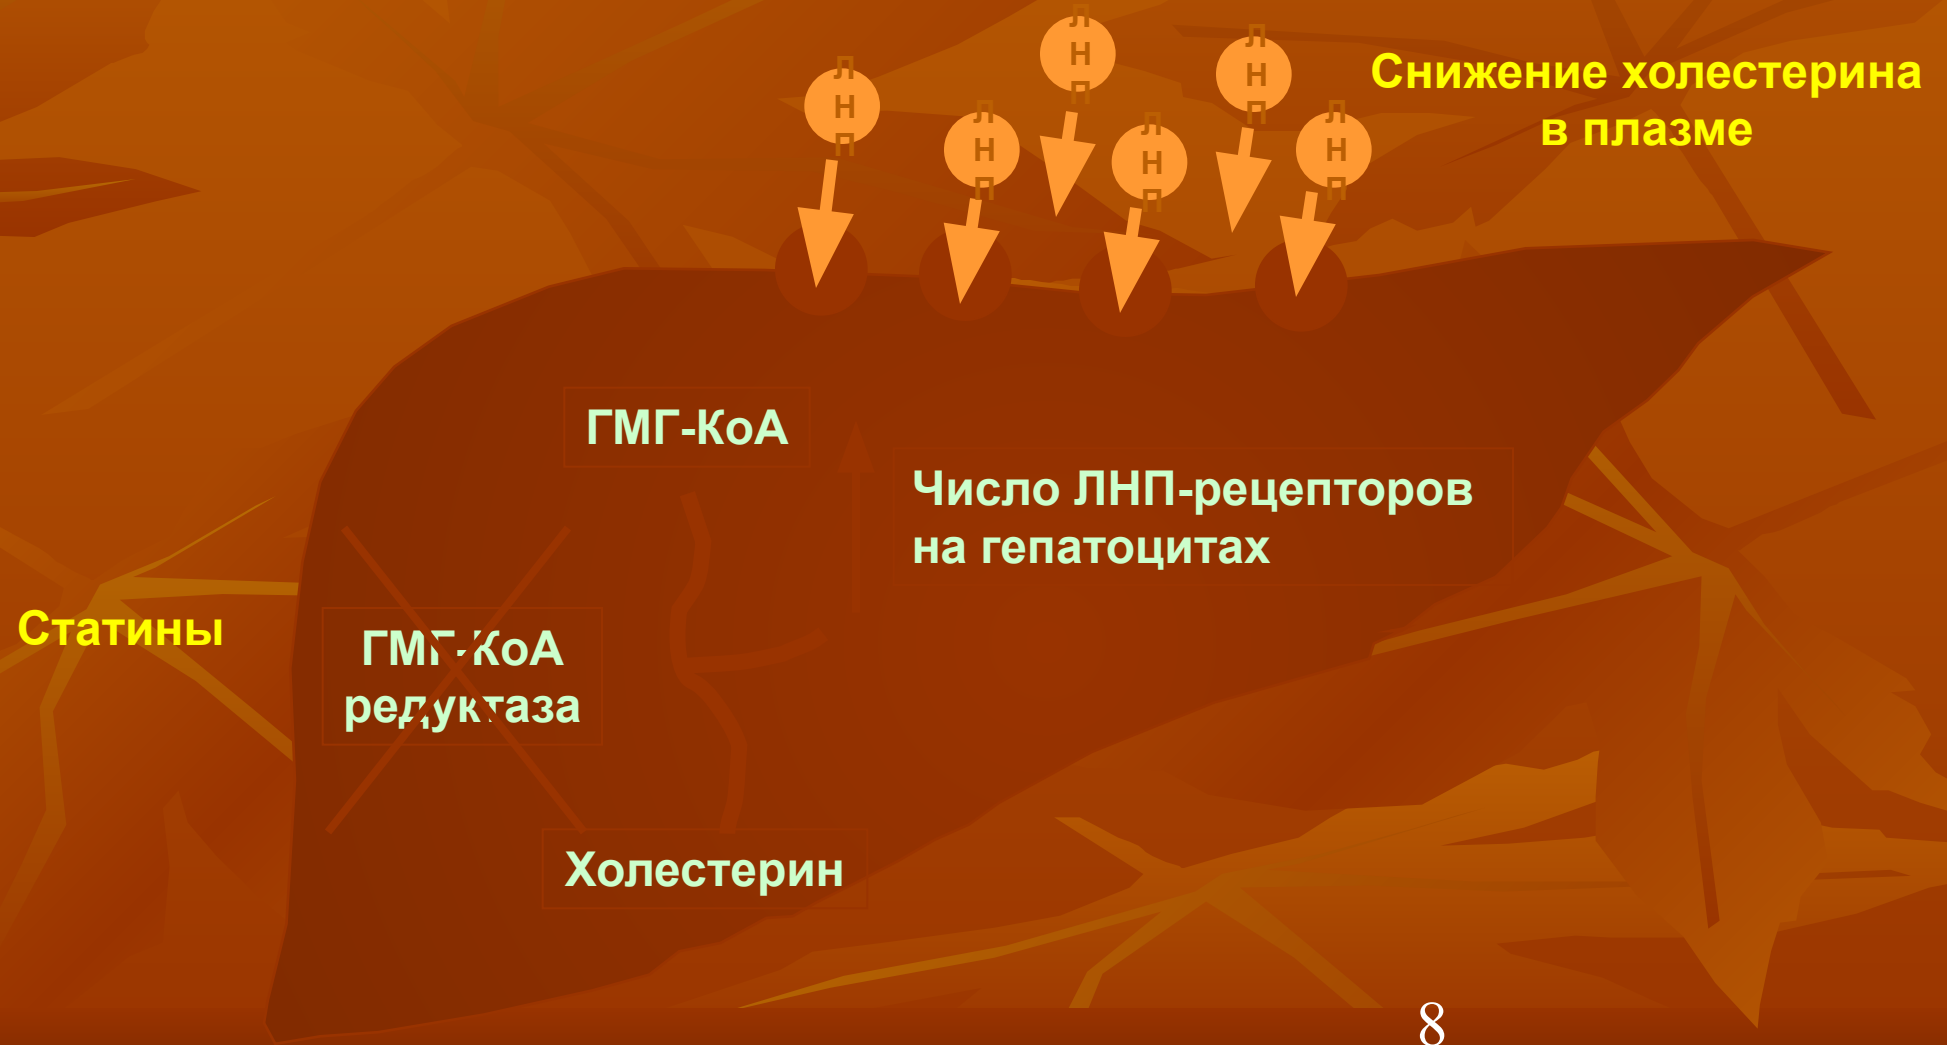 ЛНП
ЛНП
ЛНП
ЛНП
ЛНП
ЛНП
Снижение холестерина
в плазме
ГМГ-КоА
Число ЛНП-рецепторов
на гепатоцитах
Статины
ГМГ-КоА
редуктаза
Холестерин
8